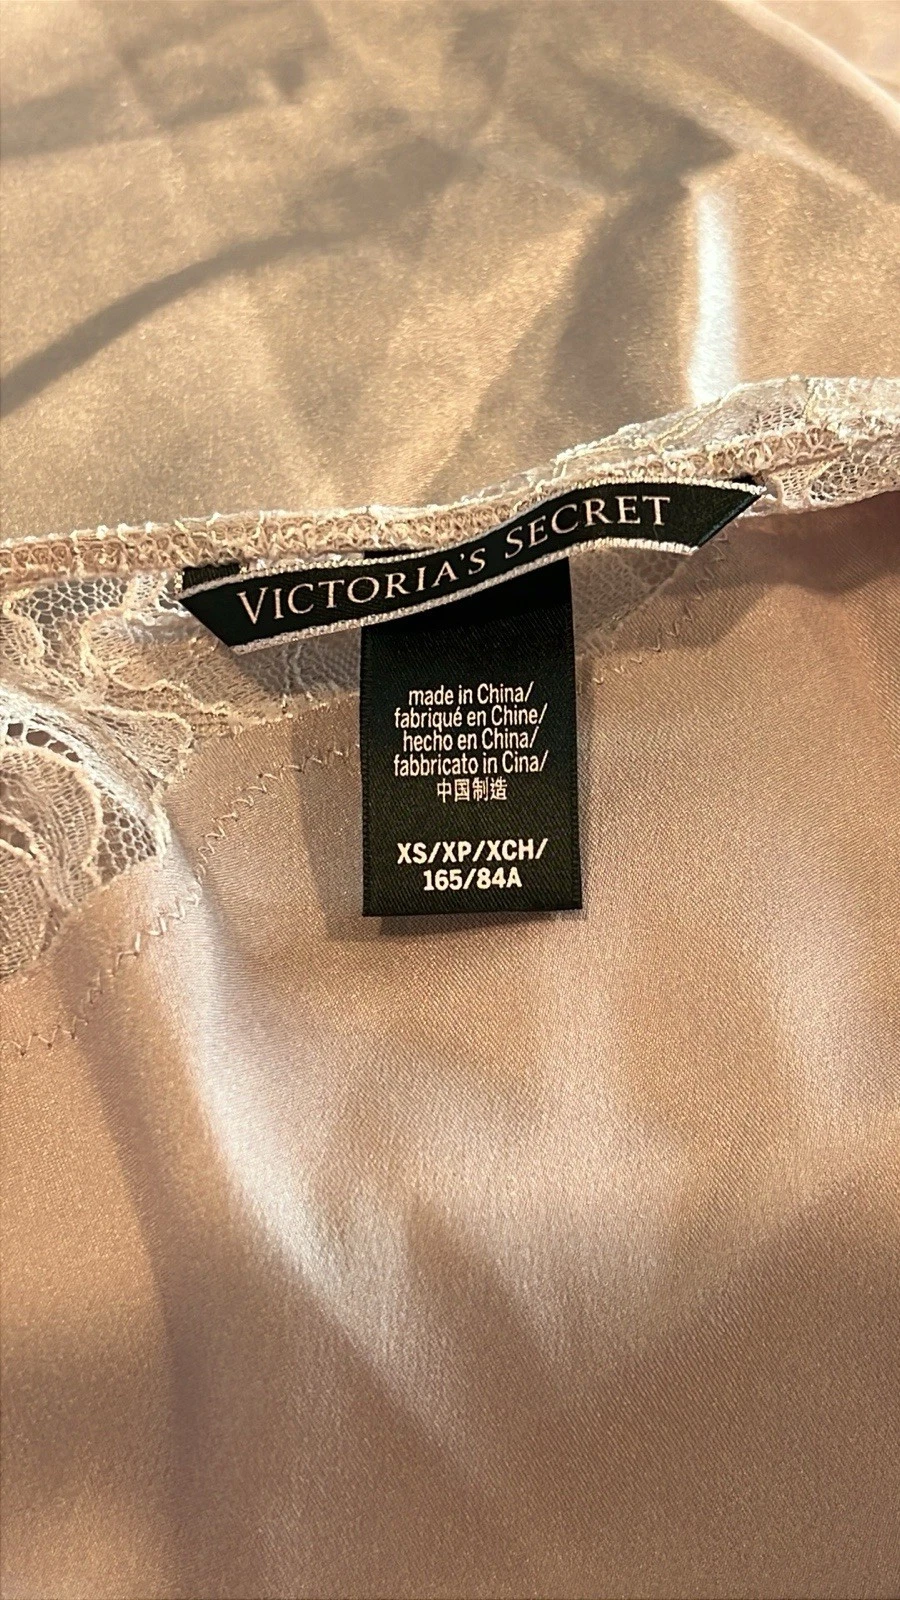 VICTORIA'S SECRET
made in China/
fabriqué en Chine/
hecho en China/
fabbricato in Cina/
中国制造
XS/XP/XCH/
165/84A